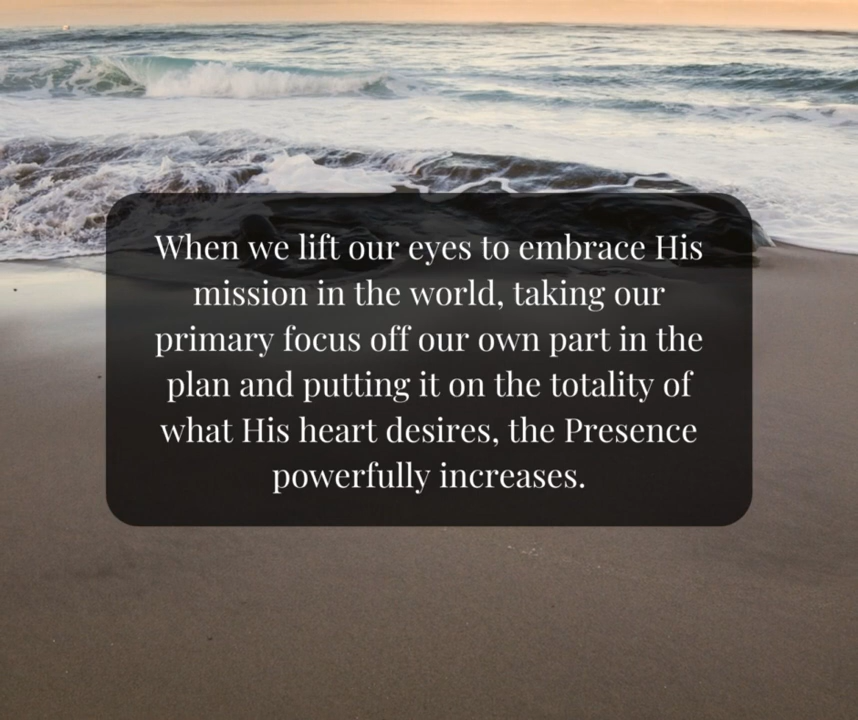 When we lift our eyes to embrace His
mission in the world, taking our
primary focus off our own part in the
plan and putting it on the totality of
what His heart desires, the Presence
powerfully increases.